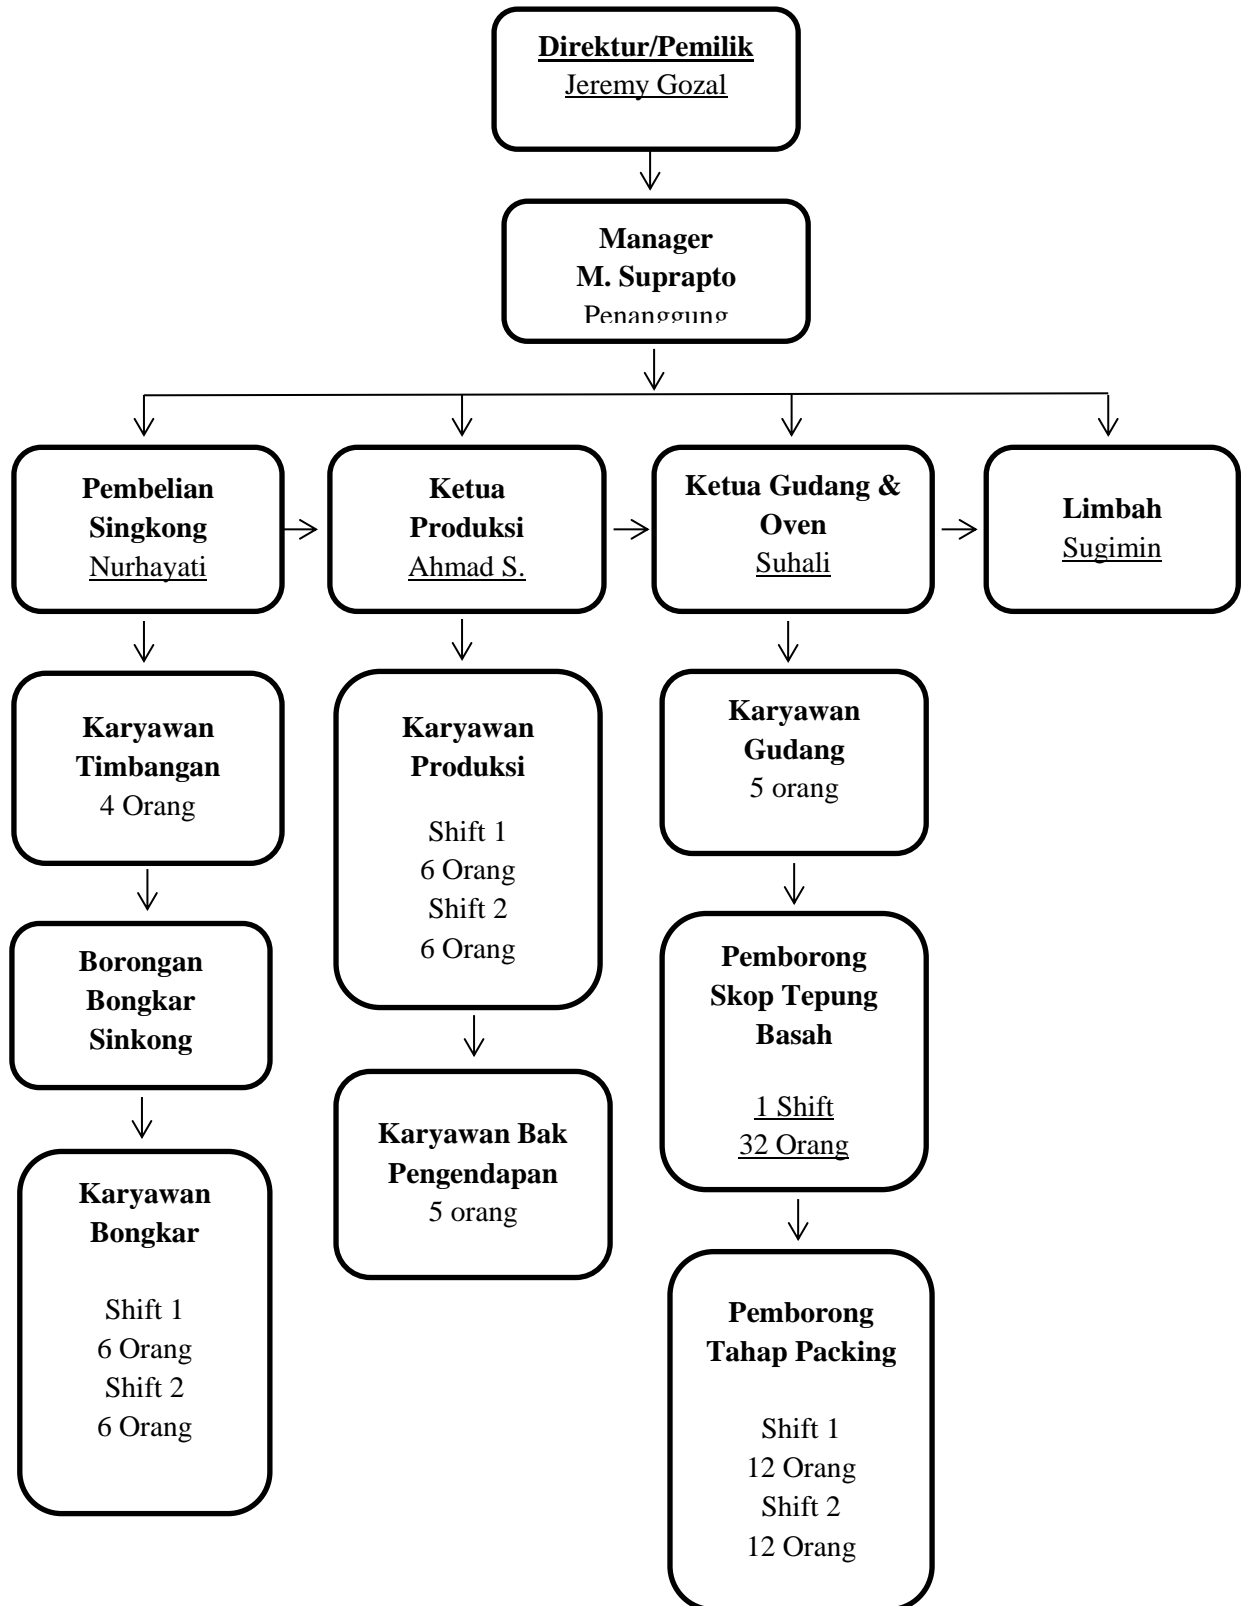 Direktur/Pemilik
Jeremy Gozal
Manager
M. Suprapto
Penanggung
Pembelian
Singkong
Nurhayati
Ketua
Produksi
Ahmad S.
Ketua Gudang &
Oven
Suhali
Limbah
Sugimin
Karyawan
Timbangan
4 Orang
Karyawan
Produksi
Shift 1
6 Orang
Shift 2
6 Orang
Karyawan
Gudang
5 orang
Borongan
Bongkar
Sinkong
Pemborong
Skop Tepung
Basah
1 Shift
32 Orang
Karyawan Bak
Pengendapan
5 orang
Karyawan
Bongkar
Shift 1
6 Orang
Shift 2
6 Orang
Pemborong
Tahap Packing
Shift 1
12 Orang
Shift 2
12 Orang